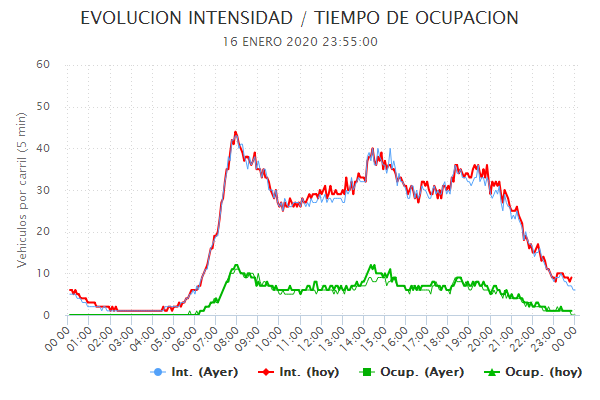 EVOLUCION INTENSIDAD / TIEMPO DE OCUPACION
16 ENERO 2020 23:55:00
Vehiculos por carril (5 min)
60
50
40
30
20
10
0
00:00 01:00 02:00 03:00 04:00 05:00 06:00 07:00 08:00 09:00 10:00 11:00 12:00 13:00 14:00 15:00 16:00 17:00 18:00 19:00 20:00 21:00 22:00 23:00 00:00
Int. (Ayer) Int. (hoy) Ocup. (Ayer) Ocup. (hoy)